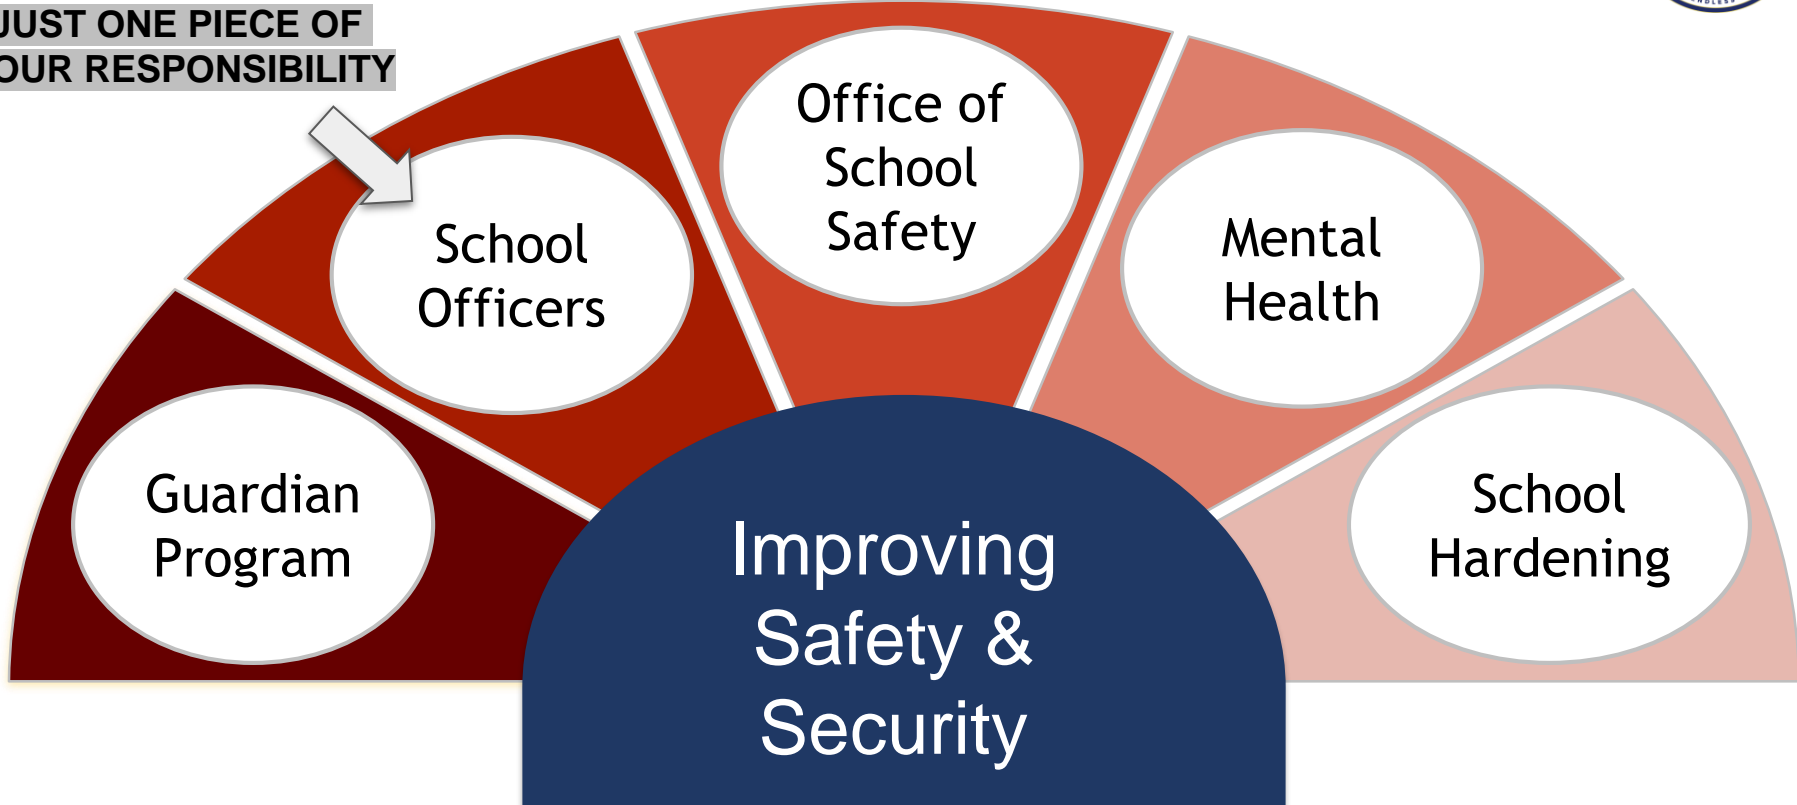 JUST ONE PIECE OF
OUR RESPONSIBILITY
Office of
School
Safety
School
Officers
Mental
Health
Guardian
Program
School
Hardening
Improving
Safety &
Security